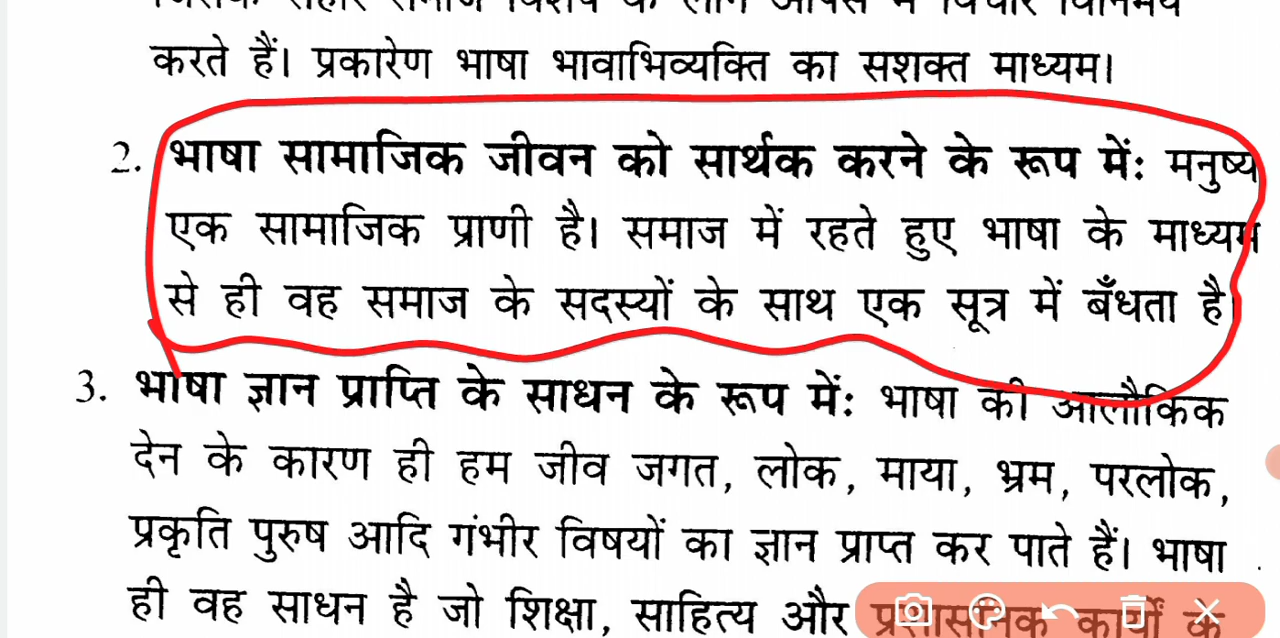 करते हैं। प्रकारेण भाषा भावाभिव्यक्ति का सशक्त माध्यम।
2. भाषा सामाजिक जीवन को सार्थक करने के रूप में: मनुष्य
एक सामाजिक प्राणी है। समाज में रहते हुए भाषा के माध्यम
से ही वह समाज के सदस्यों के साथ एक सूत्र में बँधता है।
3. भाषा ज्ञान प्राप्ति के साधन के रूप में: भाषा की आलौकिक
देन के कारण ही हम जीव जगत, लोक, माया, भ्रम, परलोक,
प्रकृति पुरुष आदि गंभीर विषयों का ज्ञान प्राप्त कर पाते हैं। भाषा
ही वह साधन है जो शिक्षा, साहित्य और प्रशासनिक कार्यों के